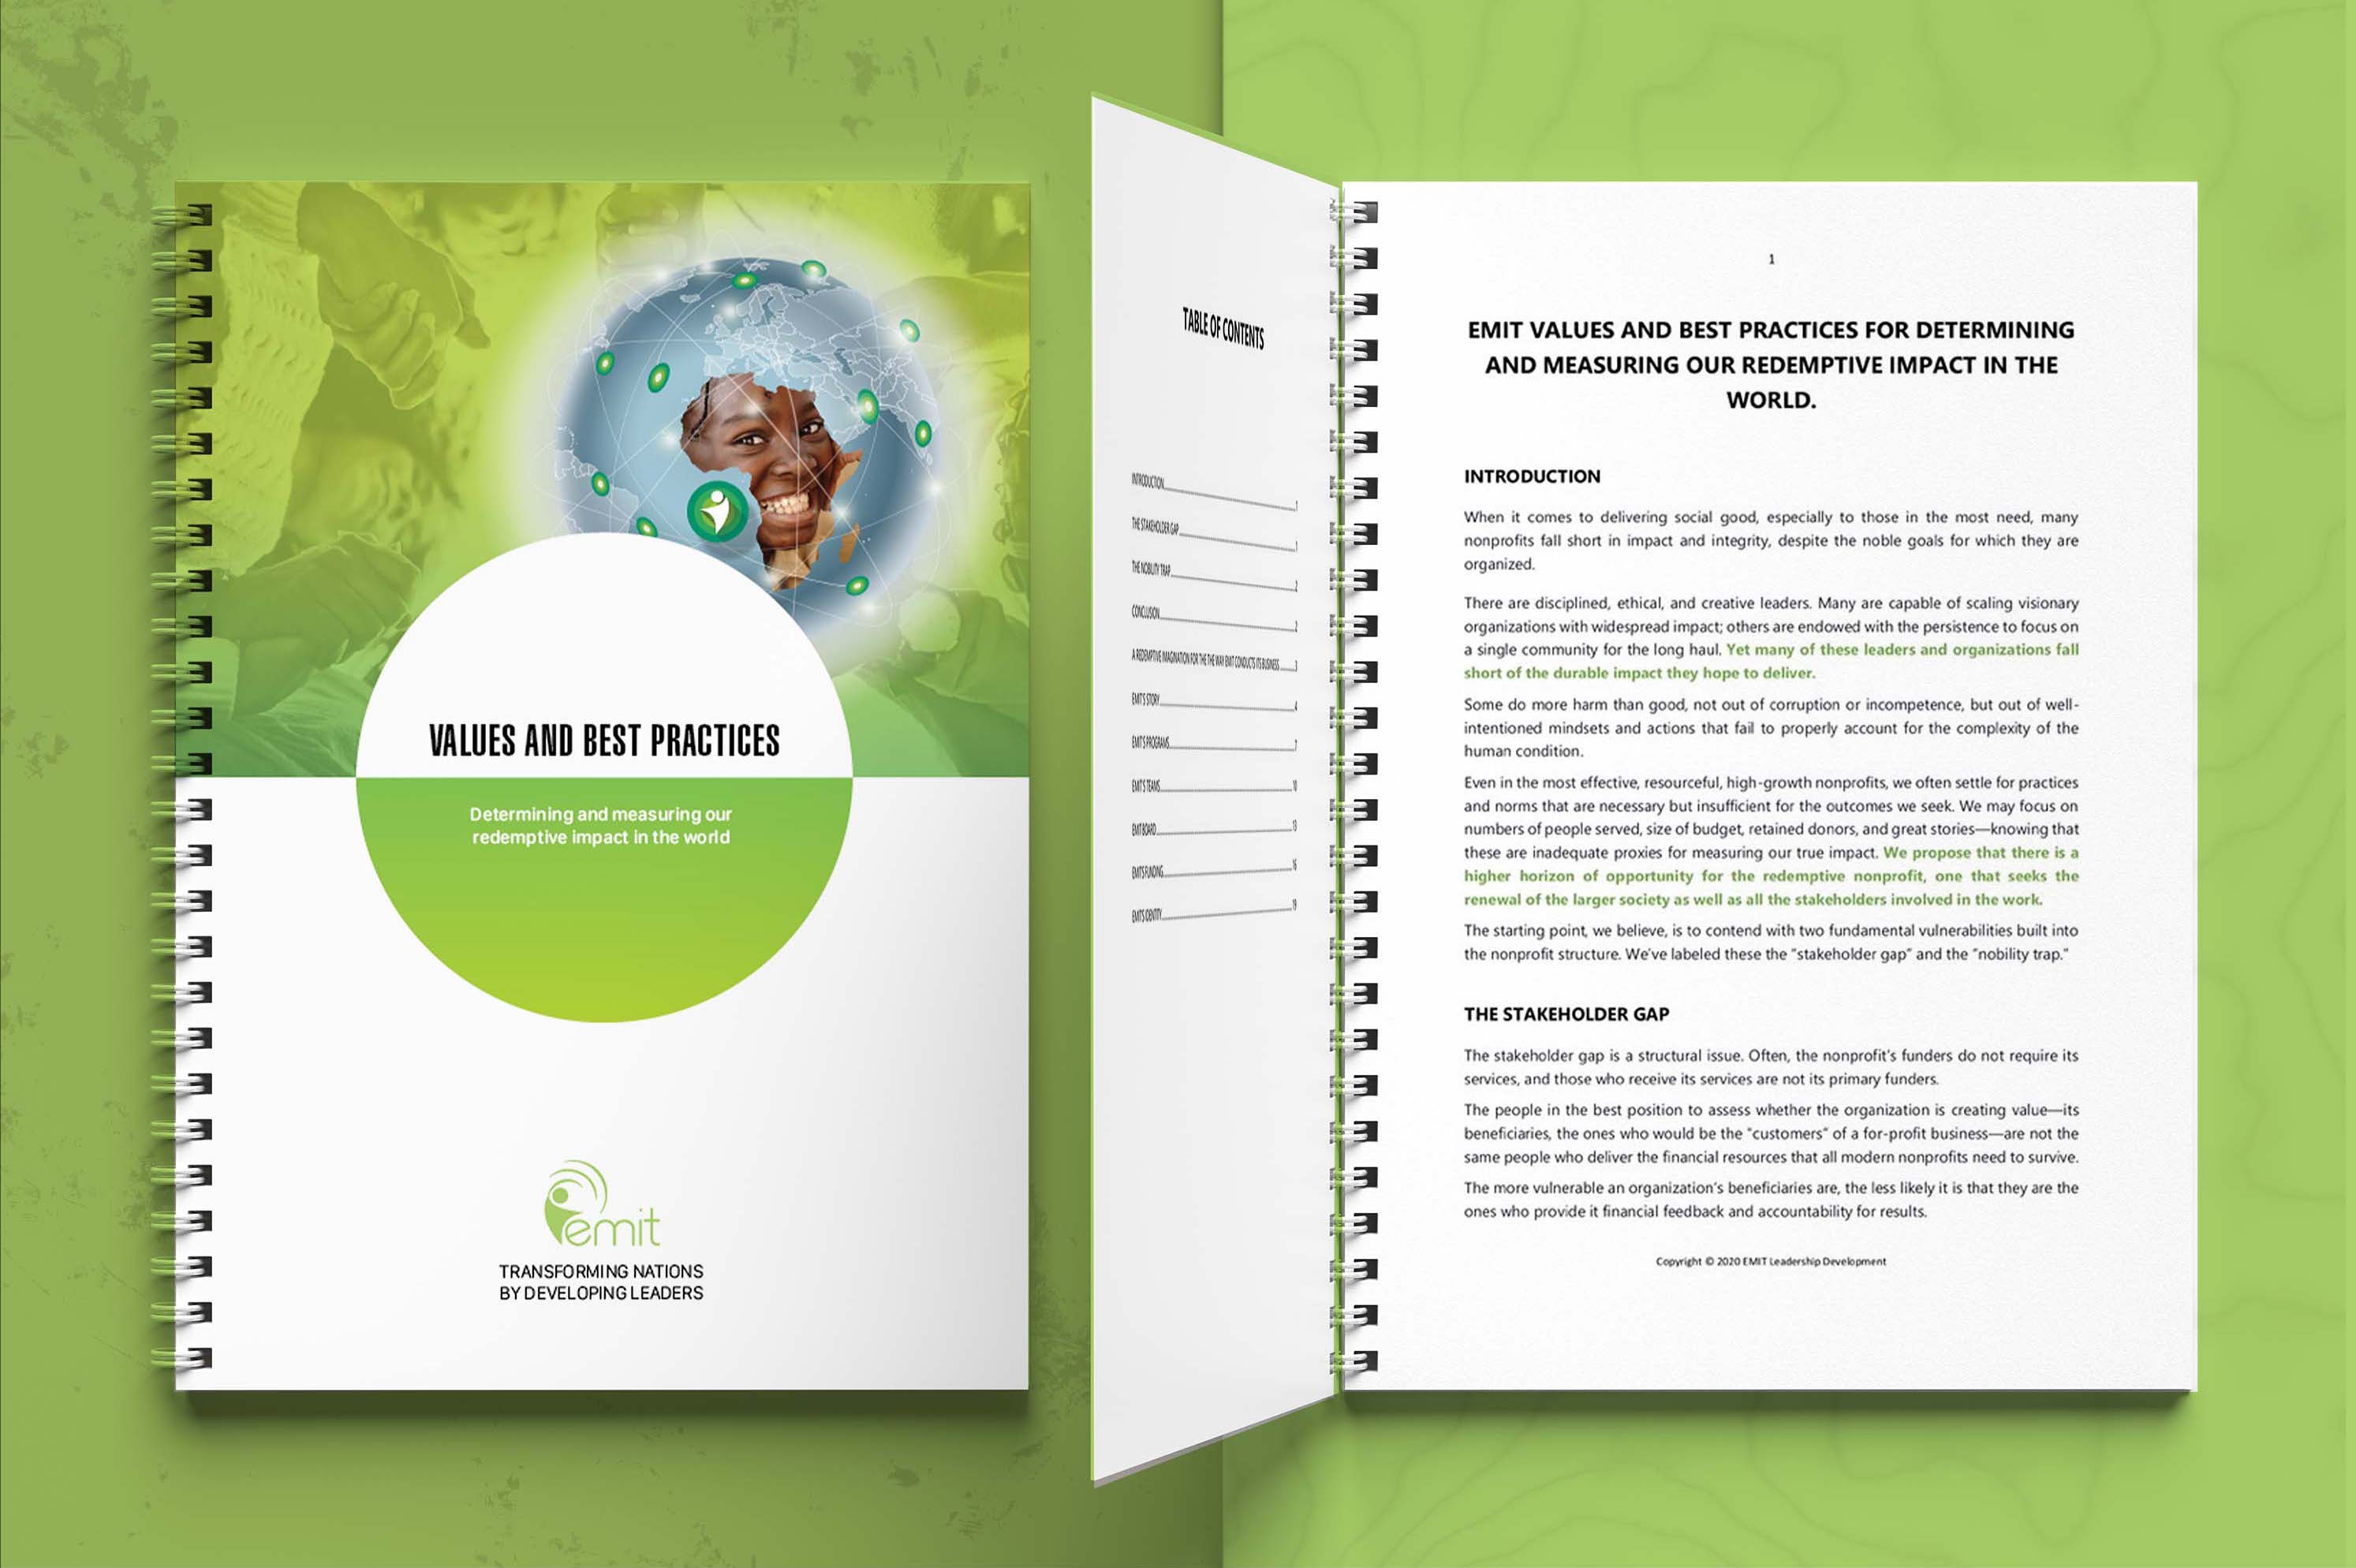 VALUES AND BEST PRACTICES
Determining and measuring our
redemptive impact in the world
emit
TRANSFORMING NATIONS
BY DEVELOPING LEADERS
TABLE OF CONTENTS
INTRODUCTION 1
THE STAKEHOLDER GAP 1
THE NOBILITY TRAP 2
CONCLUSION 2
A REDEMPTIVE IMAGINATION FOR THE THE WAY EMIT CONDUCTS ITS BUSINESS 3
EMIT'S STORY 4
EMIT'S PROGRAMS 7
EMIT'S TEAMS 10
EMIT BOARD 13
EMIT'S FUNDING 16
EMIT'S IDENTITY 19
1
EMIT VALUES AND BEST PRACTICES FOR DETERMINING
AND MEASURING OUR REDEMPTIVE IMPACT IN THE
WORLD.
INTRODUCTION
When it comes to delivering social good, especially to those in the most need, many
nonprofits fall short in impact and integrity, despite the noble goals for which they are
organized.
There are disciplined, ethical, and creative leaders. Many are capable of scaling visionary
organizations with widespread impact; others are endowed with the persistence to focus on
a single community for the long haul. Yet many of these leaders and organizations fall
short of the durable impact they hope to deliver.
Some do more harm than good, not out of corruption or incompetence, but out of well-
intentioned mindsets and actions that fail to properly account for the complexity of the
human condition.
Even in the most effective, resourceful, high-growth nonprofits, we often settle for practices
and norms that are necessary but insufficient for the outcomes we seek. We may focus on
numbers of people served, size of budget, retained donors, and great stories—knowing that
these are inadequate proxies for measuring our true impact. We propose that there is a
higher horizon of opportunity for the redemptive nonprofit, one that seeks the
renewal of the larger society as well as all the stakeholders involved in the work.
The starting point, we believe, is to contend with two fundamental vulnerabilities built into
the nonprofit structure. We've labeled these the "stakeholder gap" and the "nobility trap."
THE STAKEHOLDER GAP
The stakeholder gap is a structural issue. Often, the nonprofit's funders do not require its
services, and those who receive its services are not its primary funders.
The people in the best position to assess whether the organization is creating value—its
beneficiaries, the ones who would be the "customers" of a for-profit business—are not the
same people who deliver the financial resources that all modern nonprofits need to survive.
The more vulnerable an organization's beneficiaries are, the less likely it is that they are the
ones who provide it financial feedback and accountability for results.
Copyright © 2020 EMIT Leadership Development